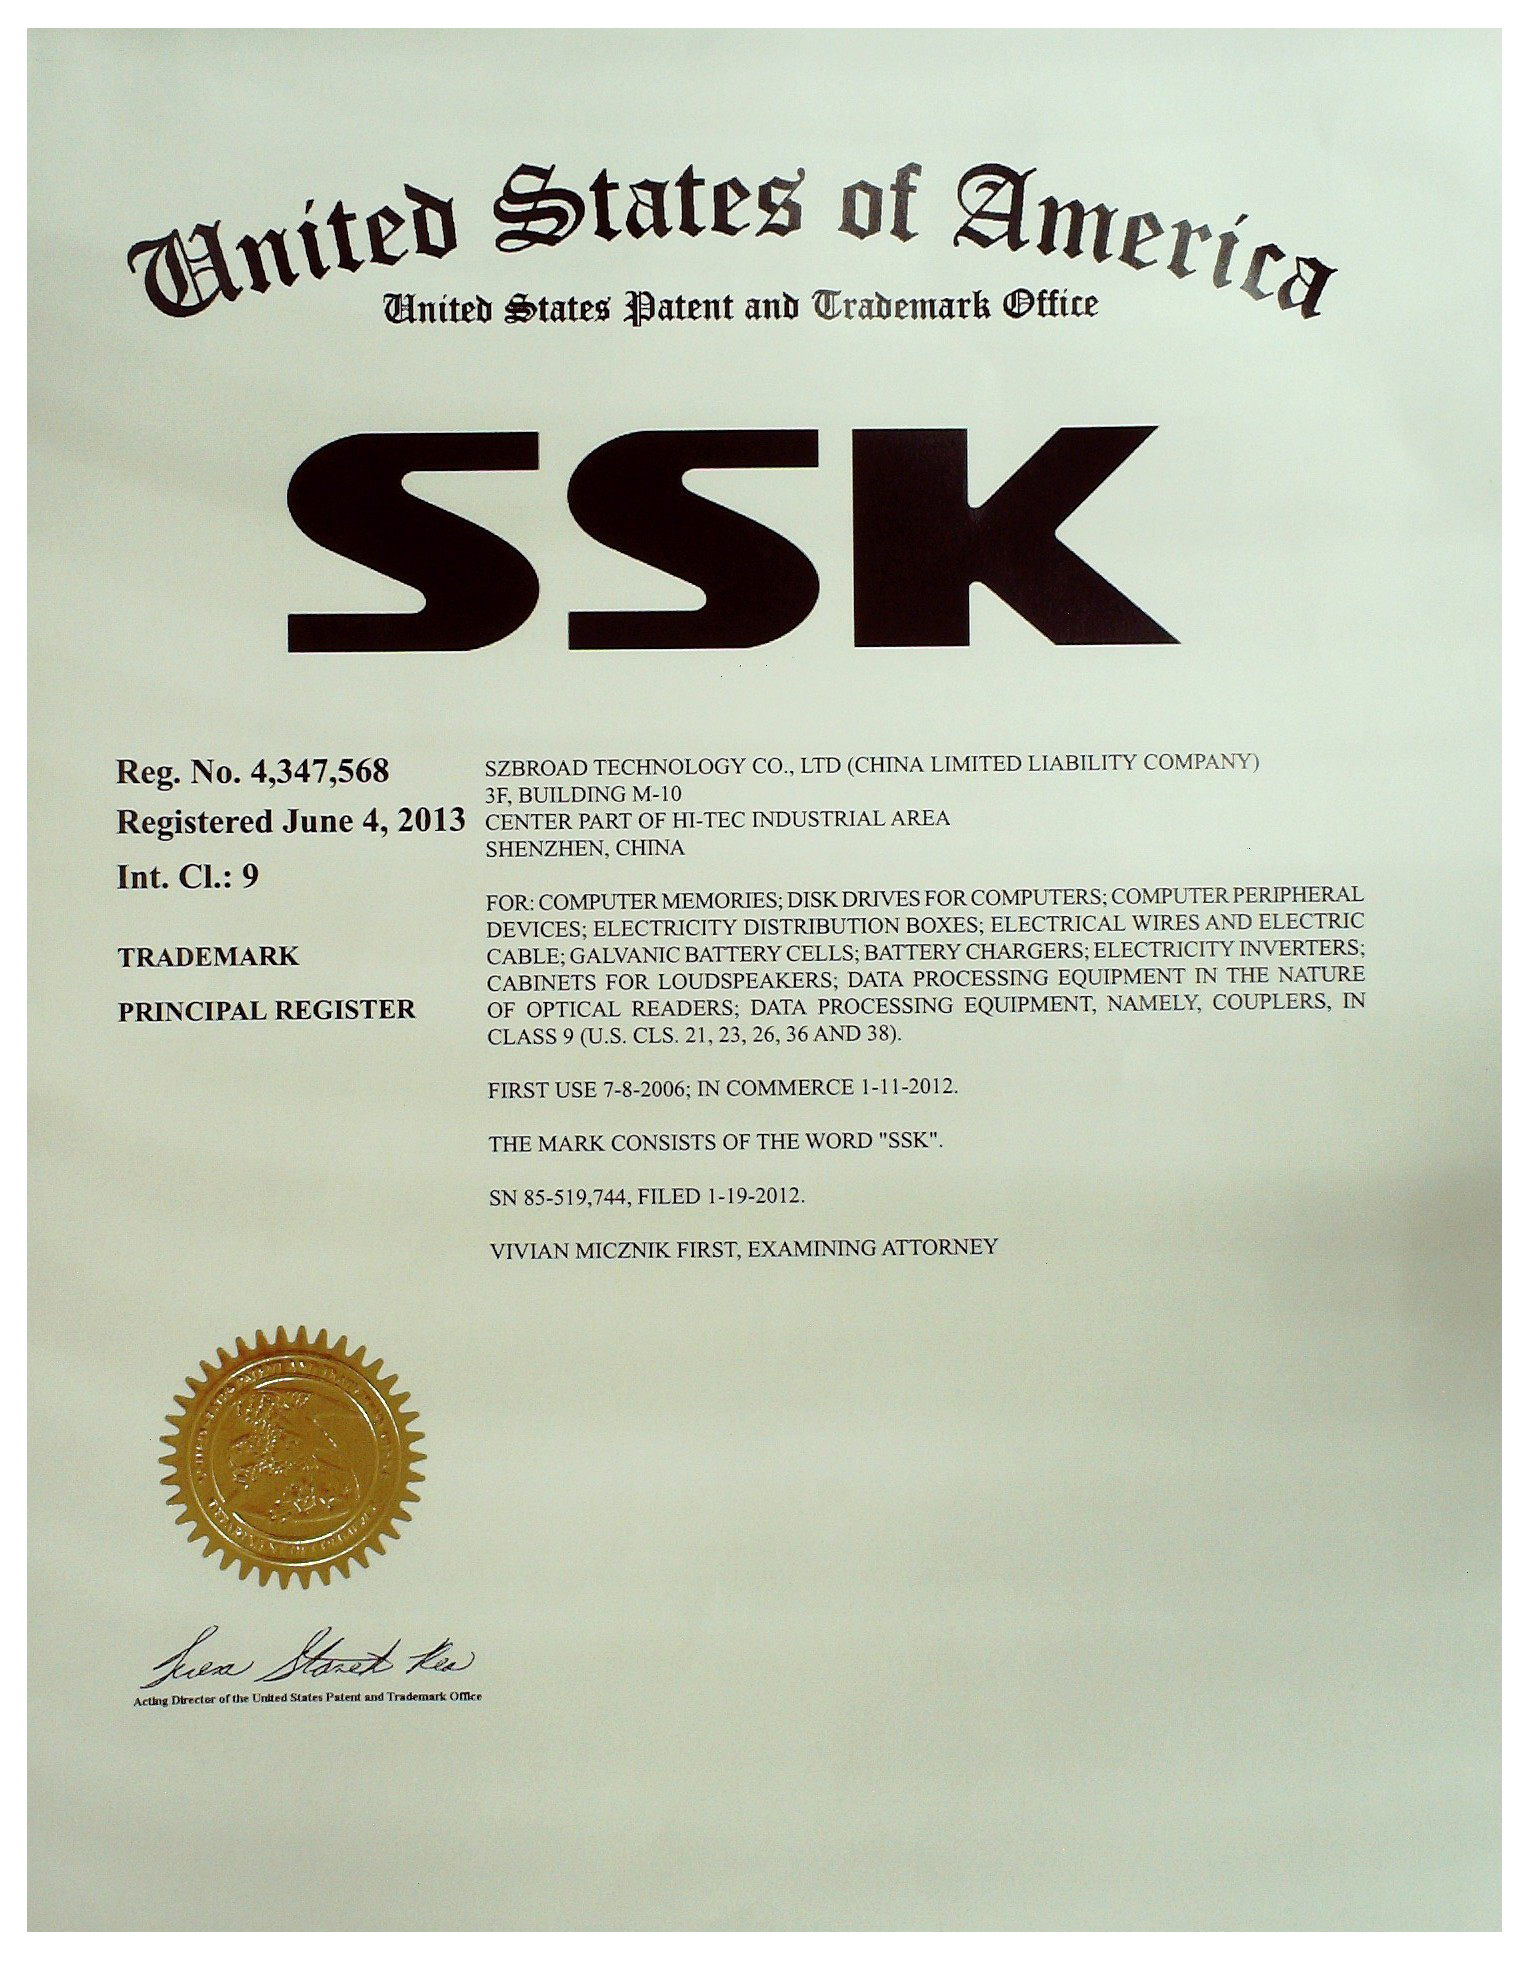 United States of America
United States Patent and Trademark Office
SSK
Reg. No. 4,347,568
Registered June 4, 2013
Int. Cl.: 9
TRADEMARK
PRINCIPAL REGISTER
SZBROAD TECHNOLOGY CO., LTD (CHINA LIMITED LIABILITY COMPANY)
3F, BUILDING M-10
CENTER PART OF HI-TEC INDUSTRIAL AREA
SHENZHEN, CHINA
FOR: COMPUTER MEMORIES; DISK DRIVES FOR COMPUTERS; COMPUTER PERIPHERAL
DEVICES; ELECTRICITY DISTRIBUTION BOXES; ELECTRICAL WIRES AND ELECTRIC
CABLE; GALVANIC BATTERY CELLS; BATTERY CHARGERS; ELECTRICITY INVERTERS;
CABINETS FOR LOUDSPEAKERS; DATA PROCESSING EQUIPMENT IN THE NATURE
OF OPTICAL READERS; DATA PROCESSING EQUIPMENT, NAMELY, COUPLERS, IN
CLASS 9 (U.S. CLS. 21, 23, 26, 36 AND 38).
FIRST USE 7-8-2006; IN COMMERCE 1-11-2012.
THE MARK CONSISTS OF THE WORD "SSK".
SN 85-519,744, FILED 1-19-2012.
VIVIAN MICZNIK FIRST, EXAMINING ATTORNEY
DEPARTMENT OF COMMERCE
Acting Director of the United States Patent and Trademark Office